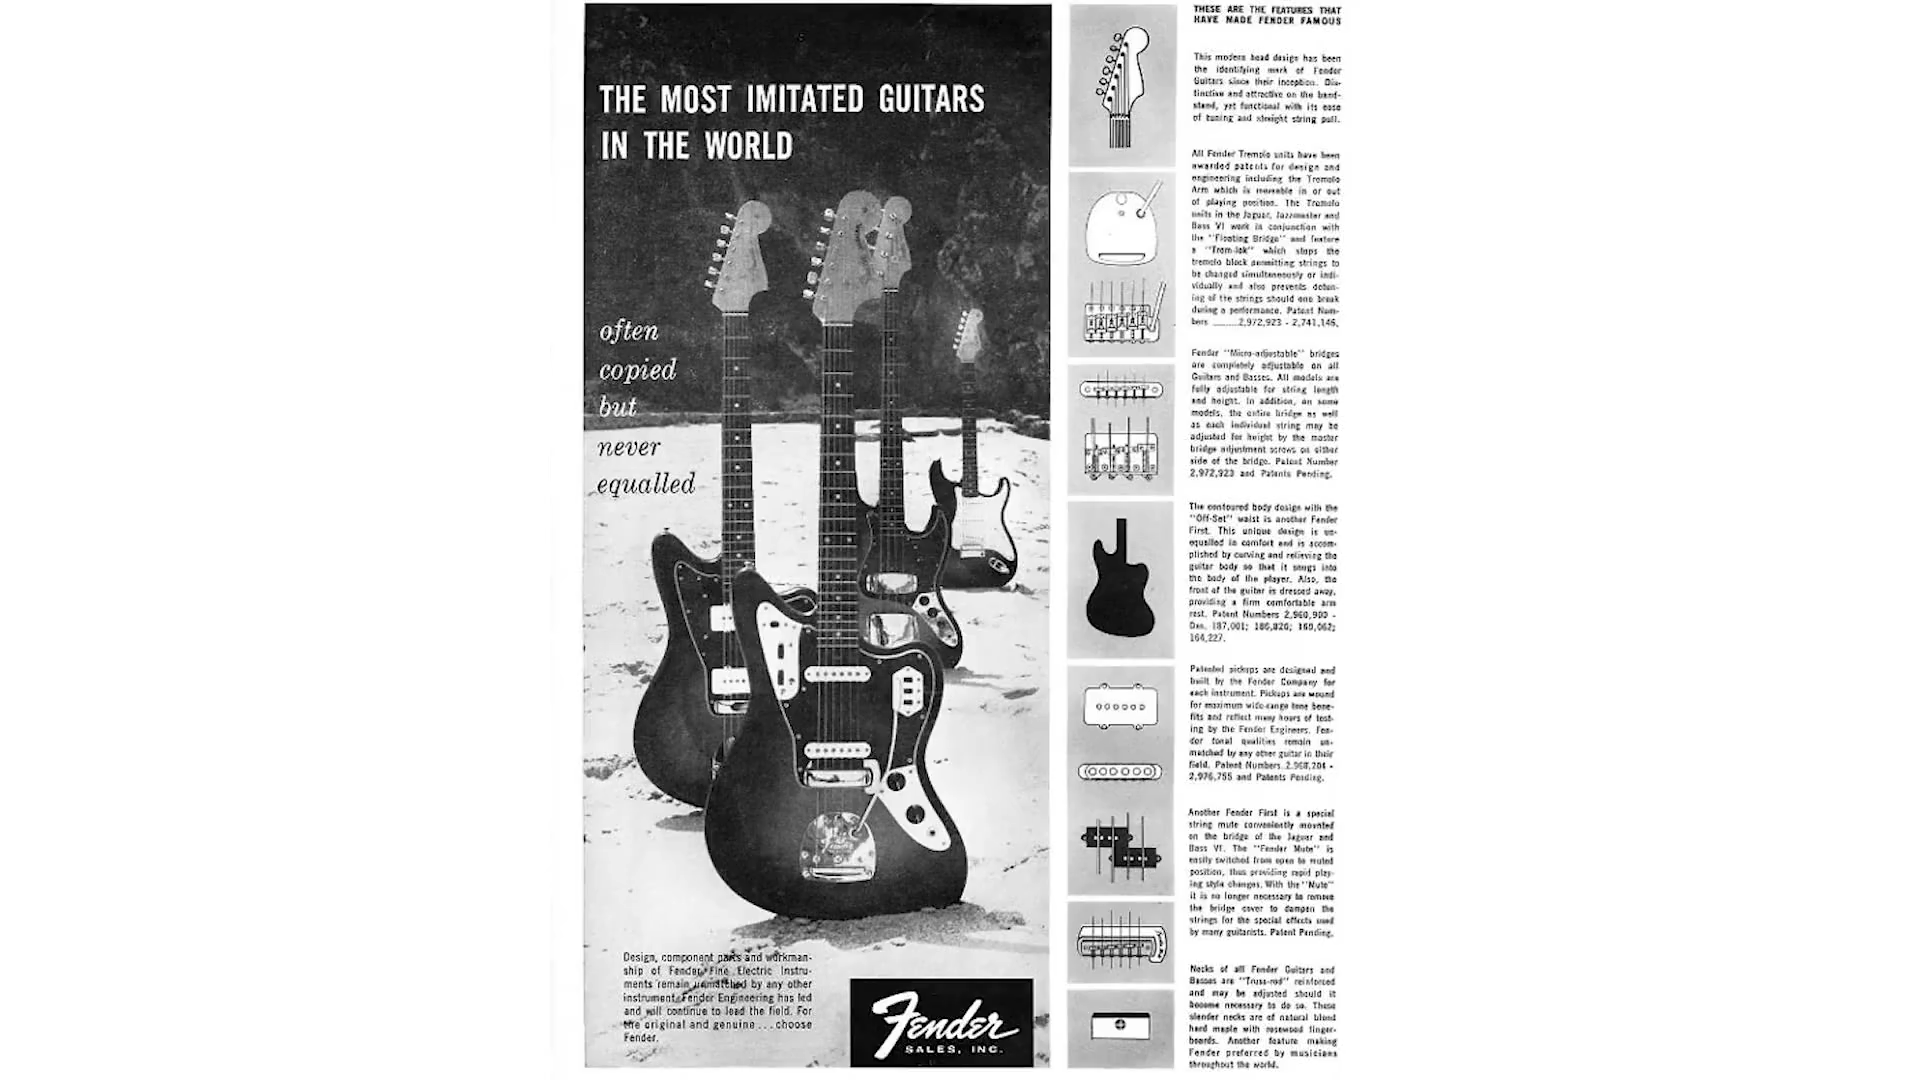 THE MOST IMITATED GUITARS
IN THE WORLD
often
copied
but
never
equalled
Design, component parts and workman-
ship of Fender Fine Electric Instru-
ments remain unmatched by any other
instrument. Fender Engineering has led
and will continue to lead the field. For
the original and genuine ... choose
Fender.
Fender
SALES, INC.
THESE ARE THE FEATURES THAT
HAVE MADE FENDER FAMOUS
This modern head design has been
the identifying mark of Fender
Guitars since their inception. Dis-
tinctive and attractive on the band-
stand, yet functional with its ease
of tuning and straight string pull.
All Fender Tremolo units have been
awarded patents for design and
engineering including the Tremolo
Arm which is moveable in or out
of playing position. The Tremolo
units in the Jaguar, Jazzmaster and
Bass VI work in conjunction with
the "Floating Bridge" and feature
a "Trem-lok" which stops the
tremolo block permitting strings to
be changed simultaneously or indi-
vidually and also prevents detun-
ing of the strings should one break
during a performance. Patent Num-
bers ........2,972,923 - 2,741,146.
Fender "Micro-adjustable" bridges
are completely adjustable on all
Guitars and Basses. All models are
fully adjustable for string length
and height. In addition, on some
models, the entire bridge as well
as each individual string may be
adjusted for height by the master
bridge adjustment screws on either
side of the bridge. Patent Number
2,972,923 and Patents Pending.
The contoured body design with the
"Off-Set" waist is another Fender
First. This unique design is un-
equalled in comfort and is accom-
plished by curving and relieving the
guitar body so that it snugs into
the body of the player. Also, the
front of the guitar is dressed away,
providing a firm comfortable arm
rest. Patent Numbers 2,960,900 -
Des. 187,001; 186,826; 169,062;
164,227.
Patented pickups are designed and
built by the Fender Company for
each instrument. Pickups are wound
for maximum wide-range tone bene-
fits and reflect many hours of test-
ing by the Fender Engineers. Fen-
der tonal qualities remain un-
matched by any other guitar in their
field. Patent Numbers 2,968,204 -
2,976,755 and Patents Pending.
Another Fender First is a special
string mute conveniently mounted
on the bridge of the Jaguar and
Bass VI. The "Fender Mute" is
easily switched from open to muted
position, thus providing rapid play-
ing style changes. With the "Mute"
it is no longer necessary to remove
the bridge cover to dampen the
strings for the special effects used
by many guitarists. Patent Pending.
Necks of all Fender Guitars and
Basses are "Truss-rod" reinforced
and may be adjusted should it
become necessary to do so. These
slender necks are of natural blond
hard maple with rosewood finger-
boards. Another feature making
Fender preferred by musicians
throughout the world.